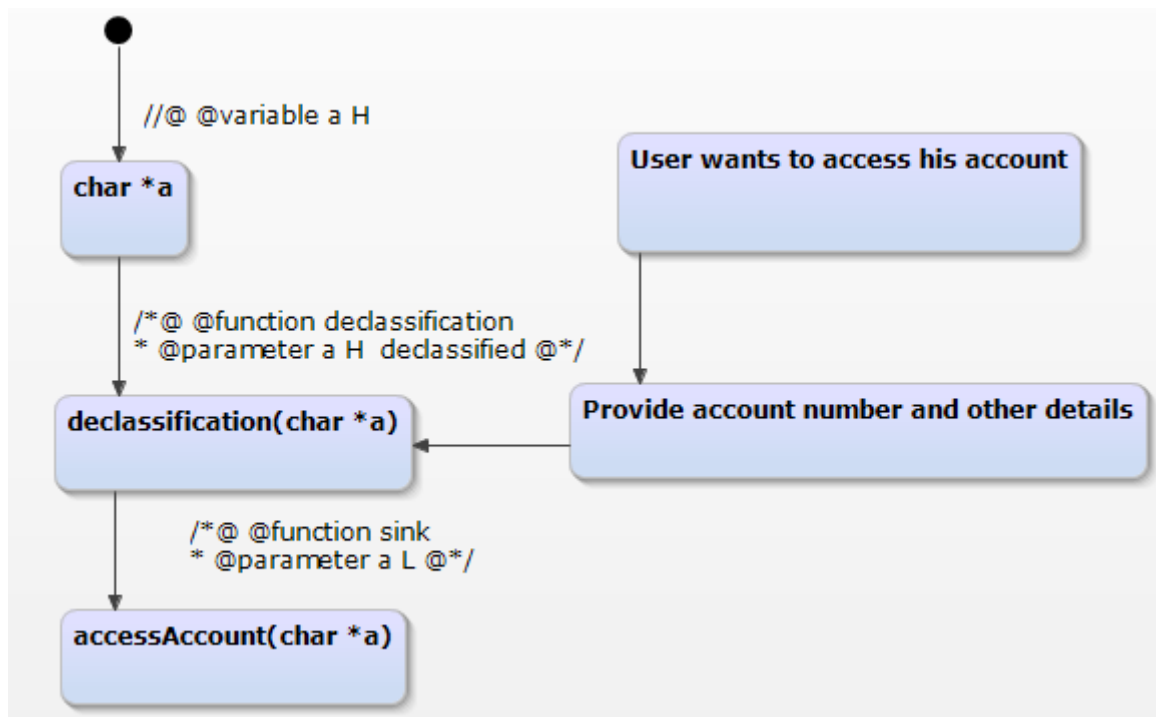 //@ @variable a H
User wants to access his account
char *a
/*@ @function declassification
* @parameter a H declassified @*/
Provide account number and other details
declassification(char *a)
/*@ @function sink
* @parameter a L @*/
accessAccount(char *a)